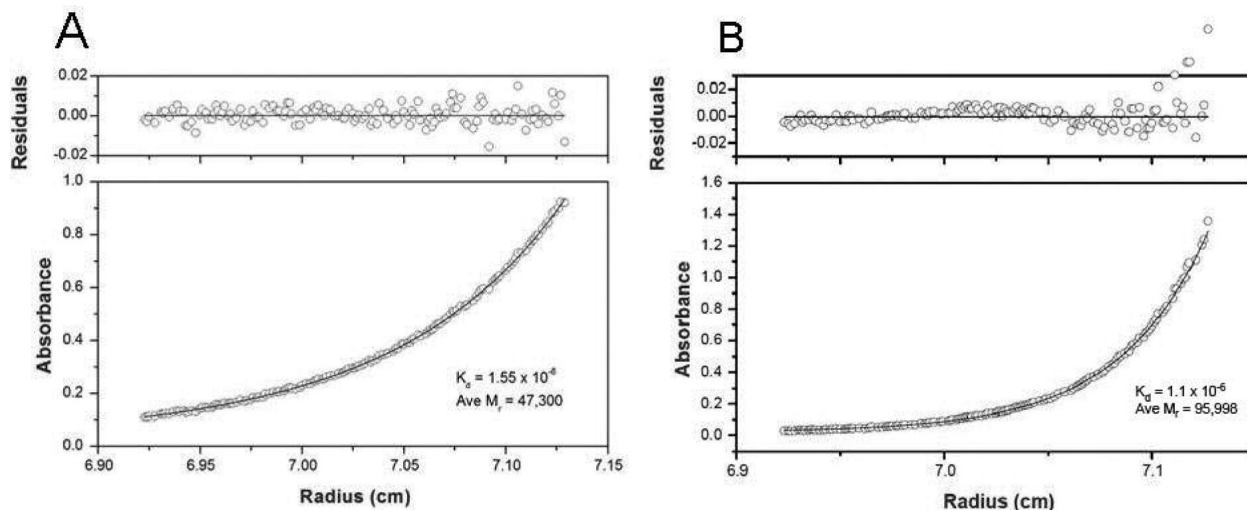 A
Residuals
0.02
0.00
-0.02
Absorbance
1.0
0.8
0.6
0.4
0.2
0.0
K_d = 1.55 x 10⁻⁶
Ave M_r = 47,300
6.90 6.95 7.00 7.05 7.10 7.15
Radius (cm)
B
Residuals
0.02
0.00
-0.02
Absorbance
1.6
1.4
1.2
1.0
0.8
0.6
0.4
0.2
0.0
K_d = 1.1 x 10⁻⁶
Ave M_r = 95,998
6.9 7.0 7.1
Radius (cm)